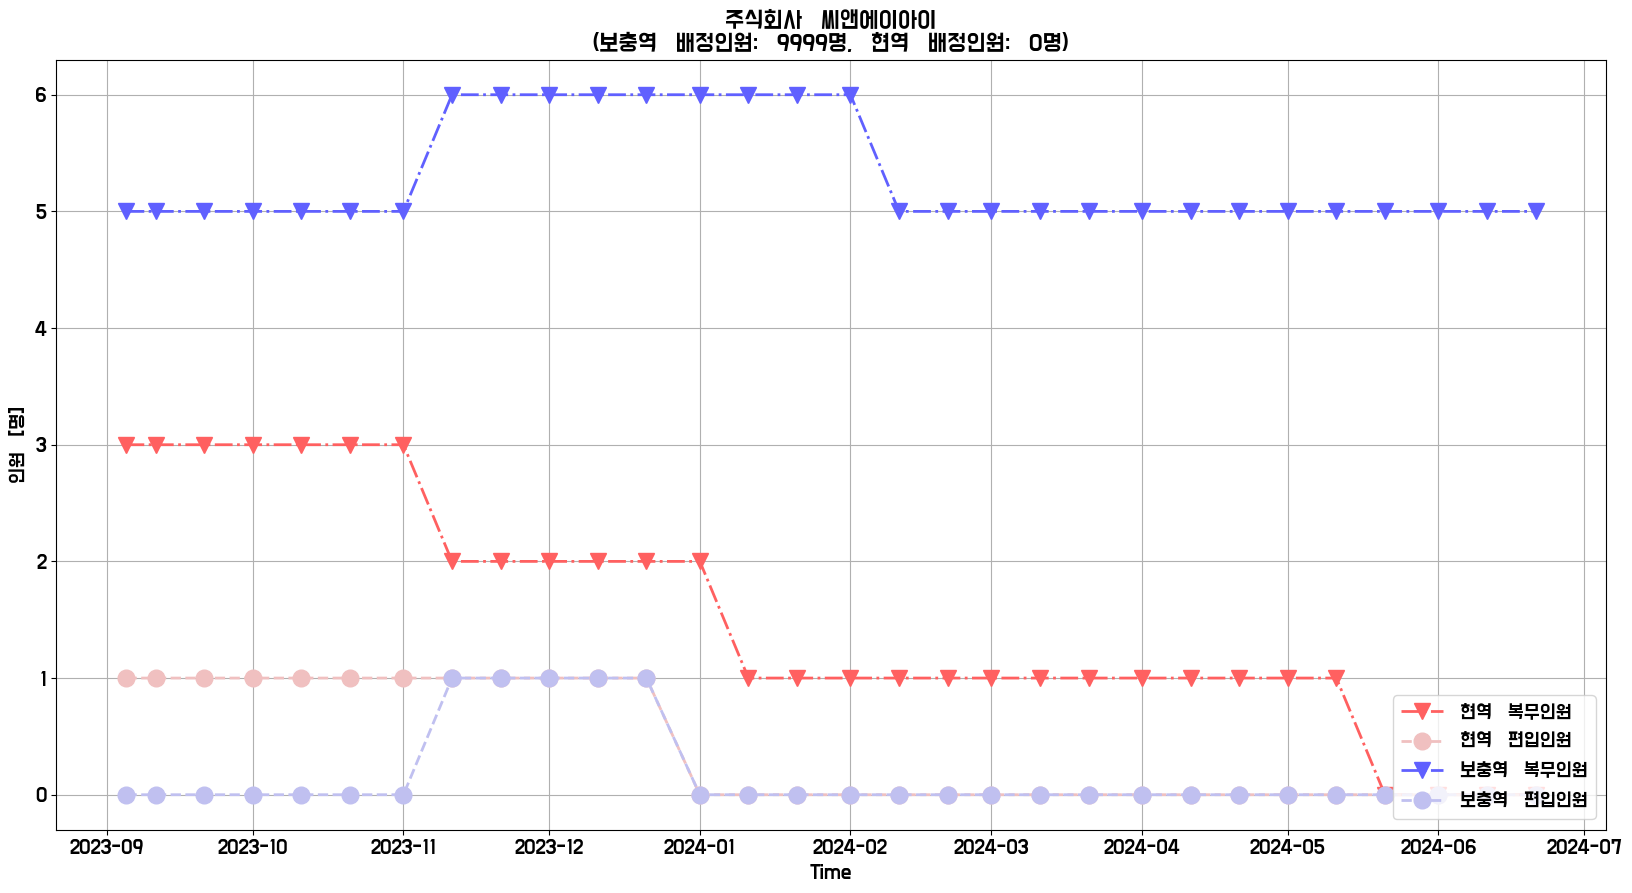 주식회사 씨앤에이아이
(보충역 배정인원: 9999명, 현역 배정인원: 0명)
6
5
4
3
2
1
0
인원 [명]
현역 복무인원
현역 편입인원
보충역 복무인원
보충역 편입인원
2023-09 2023-10 2023-11 2023-12 2024-01 2024-02 2024-03 2024-04 2024-05 2024-06 2024-07
Time